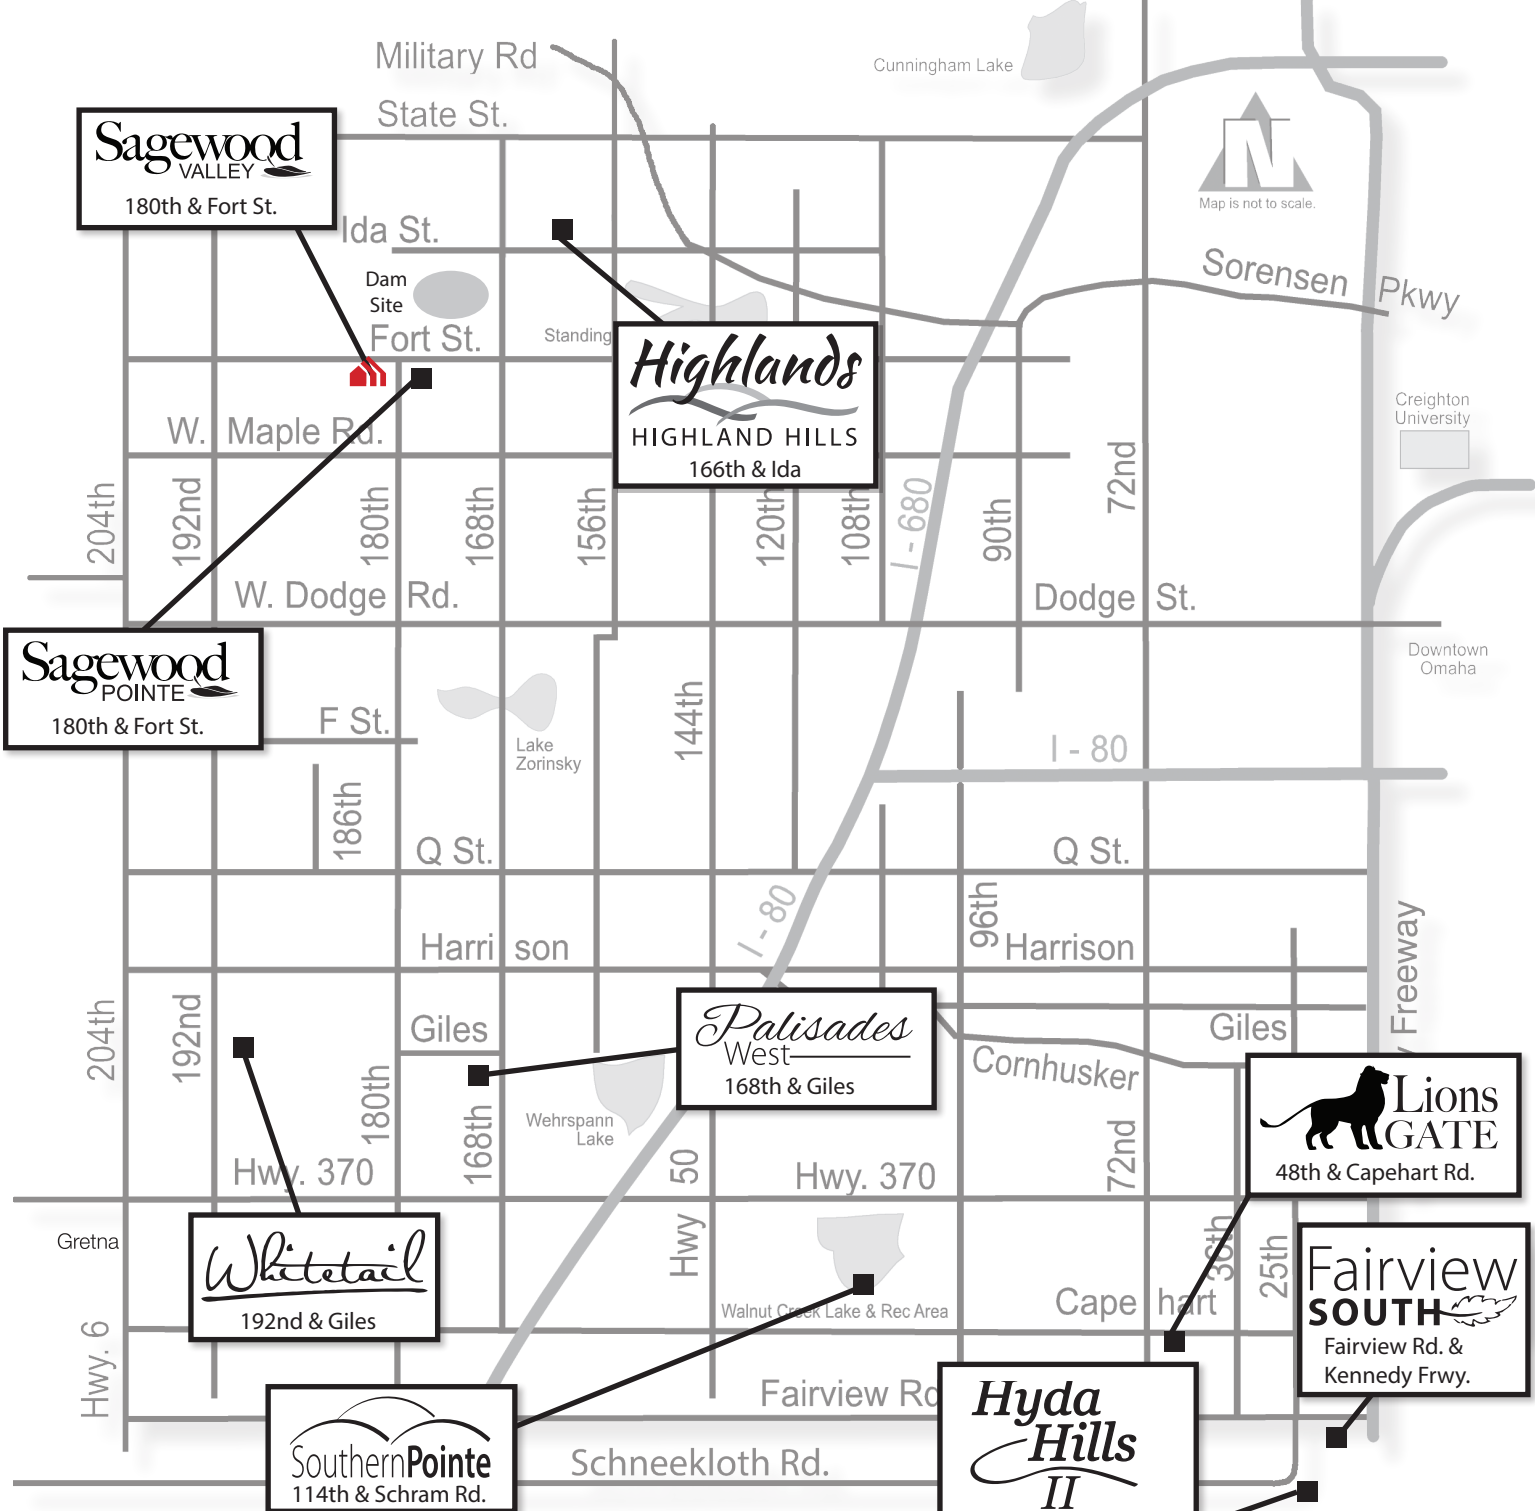 Military Rd
Cunningham Lake
State St.
Sagewood
VALLEY
180th & Fort St.
N
Map is not to scale.
Ida St.
Dam
Site
Sorensen Pkwy
Fort St.
Standing
Highlands
HIGHLAND HILLS
166th & Ida
Creighton
University
W. Maple Rd.
204th
192nd
180th
168th
156th
120th
108th
I - 680
90th
72nd
W. Dodge Rd.
Dodge St.
Downtown
Omaha
Sagewood
POINTE
180th & Fort St.
F St.
Lake
Zorinsky
144th
I - 80
186th
Q St.
Q St.
I - 80
96th
Harri son
Harrison
Freeway
204th
192nd
Giles
Palisades
West
168th & Giles
Giles
Cornhusker
180th
168th
Wehrspann
Lake
Lions
GATE
48th & Capehart Rd.
72nd
Hwy. 370
50
Hwy. 370
Gretna
Whitetail
192nd & Giles
Hwy
36th
25th
Walnut Creek Lake & Rec Area
Cape hart
Fairview
SOUTH
Fairview Rd. &
Kennedy Frwy.
Hwy. 6
Fairview Rd
SouthernPointe
114th & Schram Rd.
Schneekloth Rd.
Hyda
Hills
II